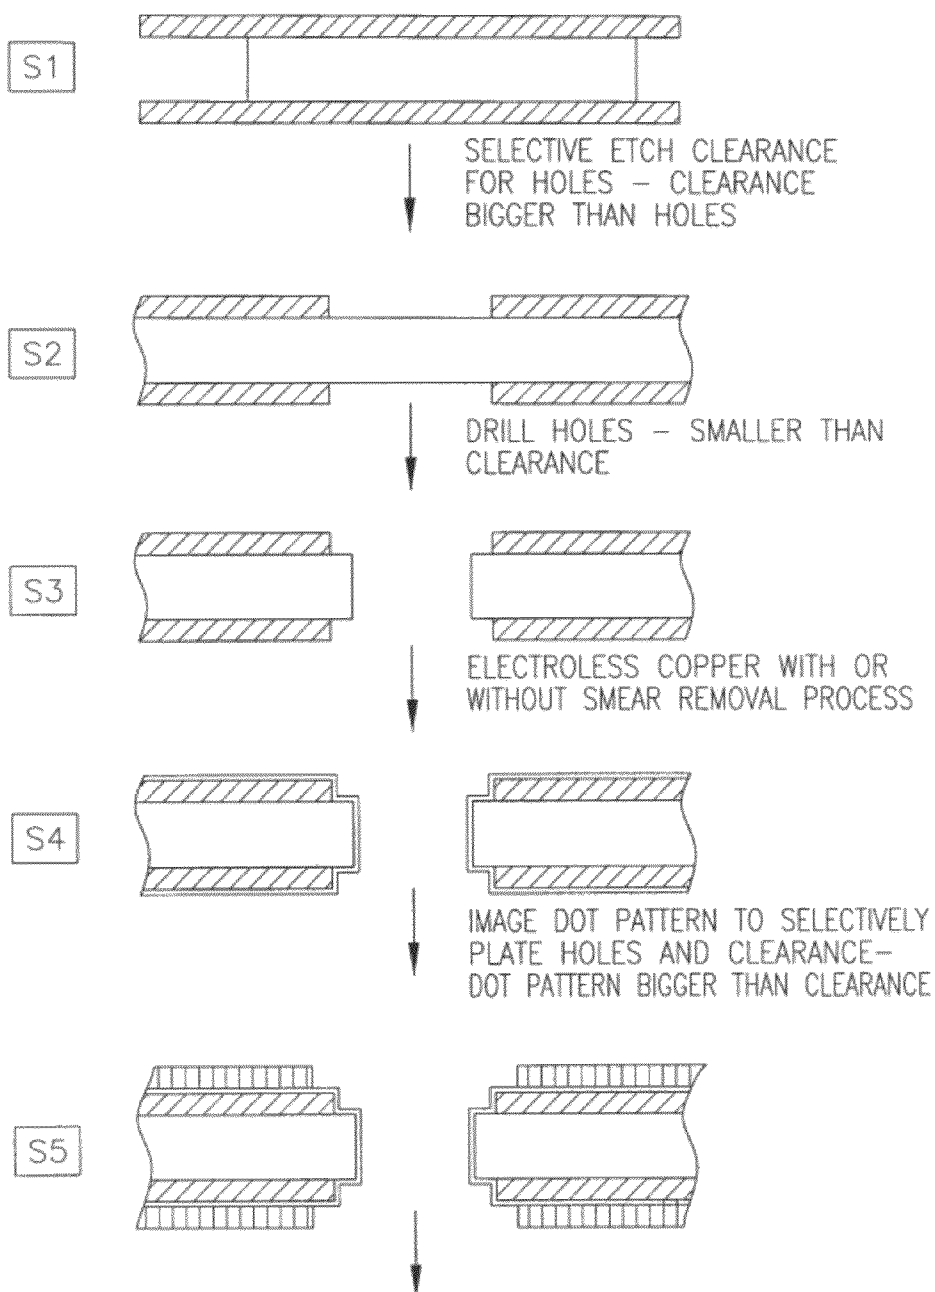 S1
SELECTIVE ETCH CLEARANCE
FOR HOLES – CLEARANCE
BIGGER THAN HOLES
S2
DRILL HOLES – SMALLER THAN
CLEARANCE
S3
ELECTROLESS COPPER WITH OR
WITHOUT SMEAR REMOVAL PROCESS
S4
IMAGE DOT PATTERN TO SELECTIVELY
PLATE HOLES AND CLEARANCE–
DOT PATTERN BIGGER THAN CLEARANCE
S5